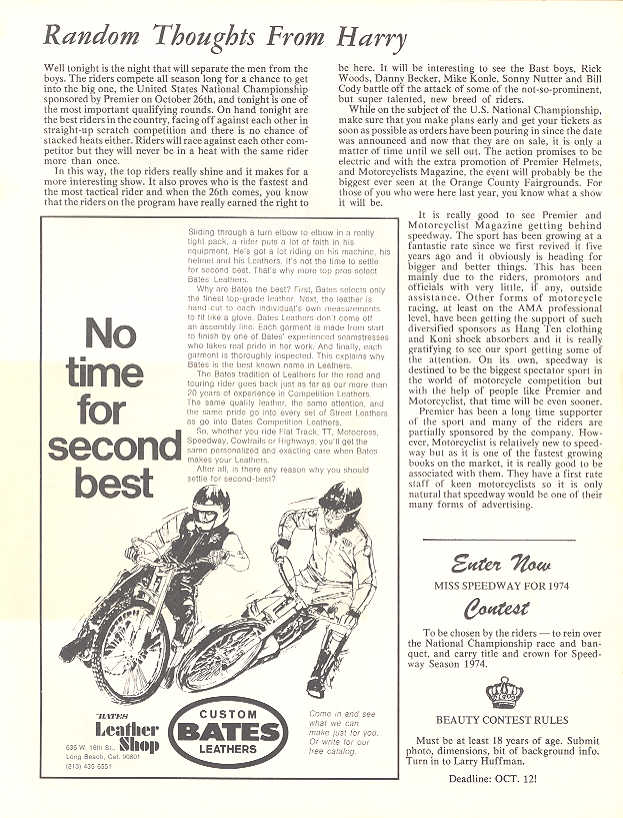 Random Thoughts From Harry
Well tonight is the night that will separate the men from the
boys. The riders compete all season long for a chance to get
into the big one, the United States National Championship
sponsored by Premier on October 26th, and tonight is one of
the most important qualifying rounds. On hand tonight are
the best riders in the country, facing off against each other in
straight-up scratch competition and there is no chance of
stacked heats either. Riders will race against each other com-
petitor but they will never be in a heat with the same rider
more than once.
In this way, the top riders really shine and it makes for a
more interesting show. It also proves who is the fastest and
the most tactical rider and when the 26th comes, you know
that the riders on the program have really earned the right to
be here. It will be interesting to see the Bast boys, Rick
Woods, Danny Becker, Mike Konle, Sonny Nutter and Bill
Cody battle off the attack of some of the not-so-prominent,
but super talented, new breed of riders.
While on the subject of the U.S. National Championship,
make sure that you make plans early and get your tickets as
soon as possible as orders have been pouring in since the date
was announced and now that they are on sale, it is only a
matter of time until we sell out. The action promises to be
electric and with the extra promotion of Premier Helmets,
and Motorcyclists Magazine, the event will probably be the
biggest ever seen at the Orange County Fairgrounds. For
those of you who were here last year, you know what a show
it will be.
It is really good to see Premier and
Motorcyclist Magazine getting behind
speedway. The sport has been growing at a
fantastic rate since we first revived it five
years ago and it obviously is heading for
bigger and better things. This has been
mainly due to the riders, promotors and
officials with very little, if any, outside
assistance. Other forms of motorcycle
racing, at least on the AMA professional
level, have been getting the support of such
diversified sponsors as Hang Ten clothing
and Koni shock absorbers and it is really
gratifying to see our sport getting some of
the attention. On its own, speedway is
destined to be the biggest spectator sport in
the world of motorcycle competition but
with the help of people like Premier and
Motorcyclist, that time will be even sooner.
Premier has been a long time supporter
of the sport and many of the riders are
partially sponsored by the company. How-
ever, Motorcyclist is relatively new to speed-
way but as it is one of the fastest growing
books on the market, it is really good to be
associated with them. They have a first rate
staff of keen motorcyclists so it is only
natural that speedway would be one of their
many forms of advertising.
No
time
for
second
best
Sliding through a turn elbow to elbow in a really
tight pack, a rider puts a lot of faith in his
equipment. He's got a lot riding on his machine, his
helmet and his Leathers. It's not the time to settle
for second best. That's why more top pros select
Bates Leathers.
Why are Bates the best? First, Bates selects only
the finest top-grade leather. Next, the leather is
hand cut to each individual's own measurements
to fit like a glove. Bates Leathers don't come off
an assembly line. Each garment is made from start
to finish by one of Bates' experienced seamstresses
who takes real pride in her work. And finally, each
garment is thoroughly inspected. This explains why
Bates is the best known name in Leathers.
The Bates tradition of Leathers for the road and
touring rider goes back just as far as our more than
20 years of experience in Competition Leathers.
The same quality leather, the same attention, and
the same pride go into every set of Street Leathers
as go into Bates Competition Leathers.
So, whether you ride Flat Track, TT, Motocross,
Speedway, Cowtrails or Highways, you'll get the
same personalized and exacting care when Bates
makes your Leathers.
After all, is there any reason why you should
settle for second-best?
BATES
Leather
Shop
635 W. 16th St.,
Long Beach, Cal. 90801
(213) 435-6551
CUSTOM
BATES
LEATHERS
Come in and see
what we can
make just for you.
Or write for our
free catalog.
Enter Now
MISS SPEEDWAY FOR 1974
Contest
To be chosen by the riders — to rein over
the National Championship race and ban-
quet, and carry title and crown for Speed-
way Season 1974.
BEAUTY CONTEST RULES
Must be at least 18 years of age. Submit
photo, dimensions, bit of background info.
Turn in to Larry Huffman.
Deadline: OCT. 12!